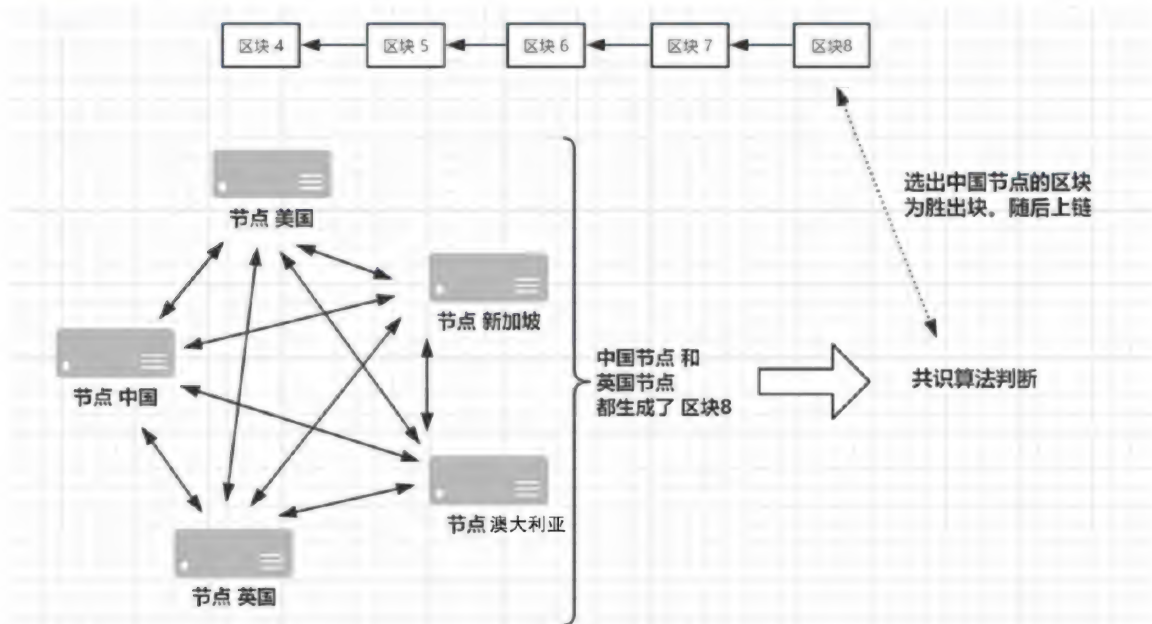 区块 4
区块 5
区块 6
区块 7
区块8
节点 美国
节点 新加坡
节点 中国
节点 澳大利亚
节点 英国
中国节点 和
英国节点
都生成了 区块8
共识算法判断
选出中国节点的区块
为胜出块。随后上链